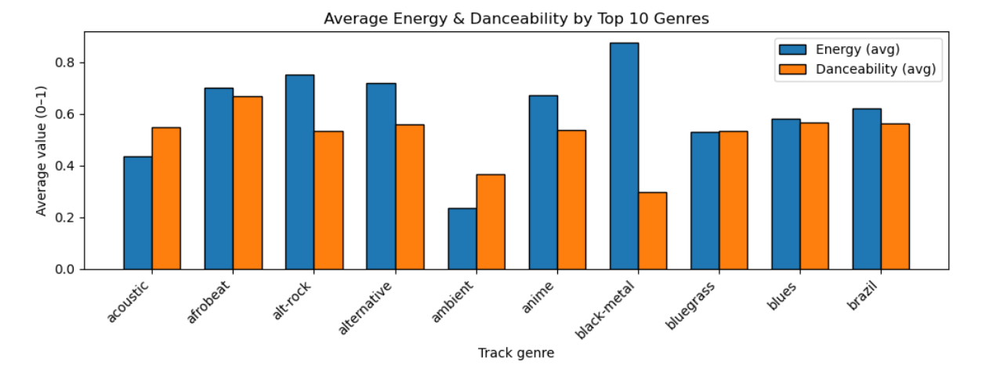 Average Energy & Danceability by Top 10 Genres
Energy (avg)
Danceability (avg)
Average value (0–1)
0.8
0.6
0.4
0.2
0.0
acoustic
afrobeat
alt-rock
alternative
ambient
anime
black-metal
bluegrass
blues
brazil
Track genre